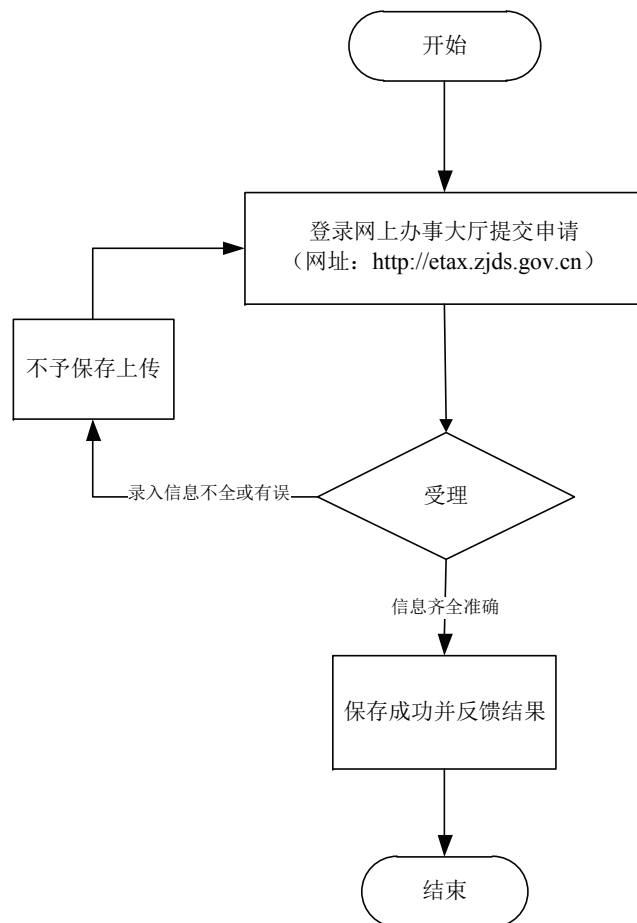 开始
登录网上办事大厅提交申请
（网址：http://etax.zjds.gov.cn）
不予保存上传
录入信息不全或有误
受理
信息齐全准确
保存成功并反馈结果
结束